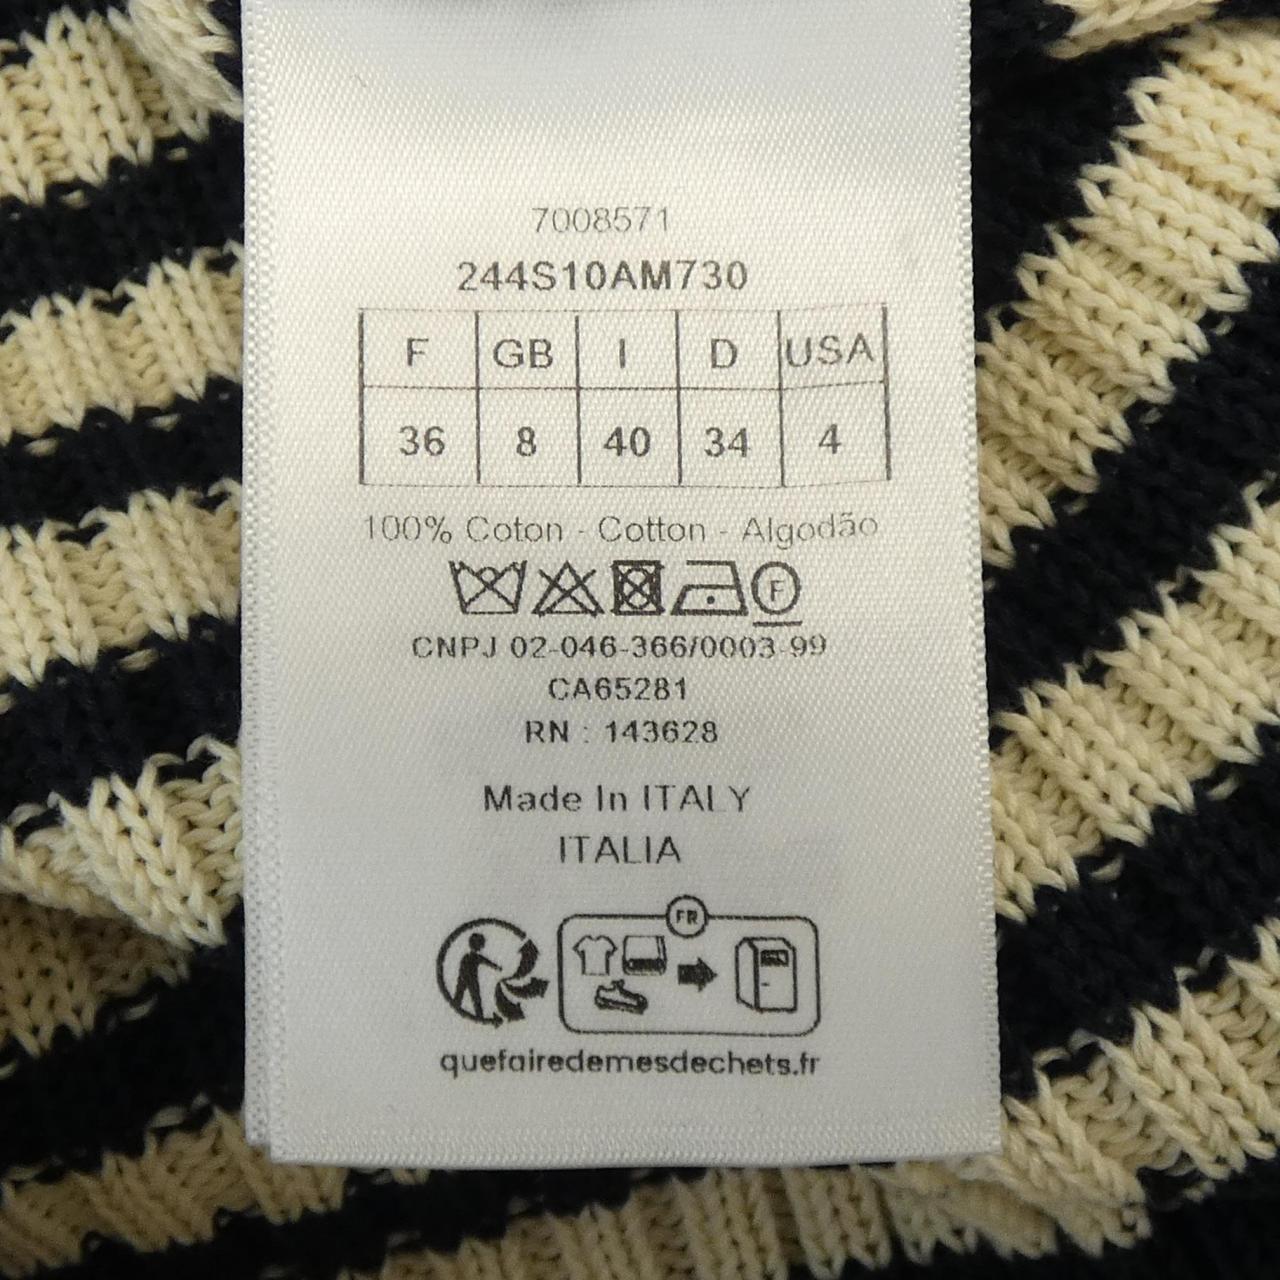 7008571
244S10AM730
F GB I D USA
36 8 40 34 4
100% Coton - Cotton - Algodão
F
CNPJ 02-046-366/0003-99
CA65281
RN : 143628
Made In ITALY
ITALIA
FR
quefairedemesdechets.fr